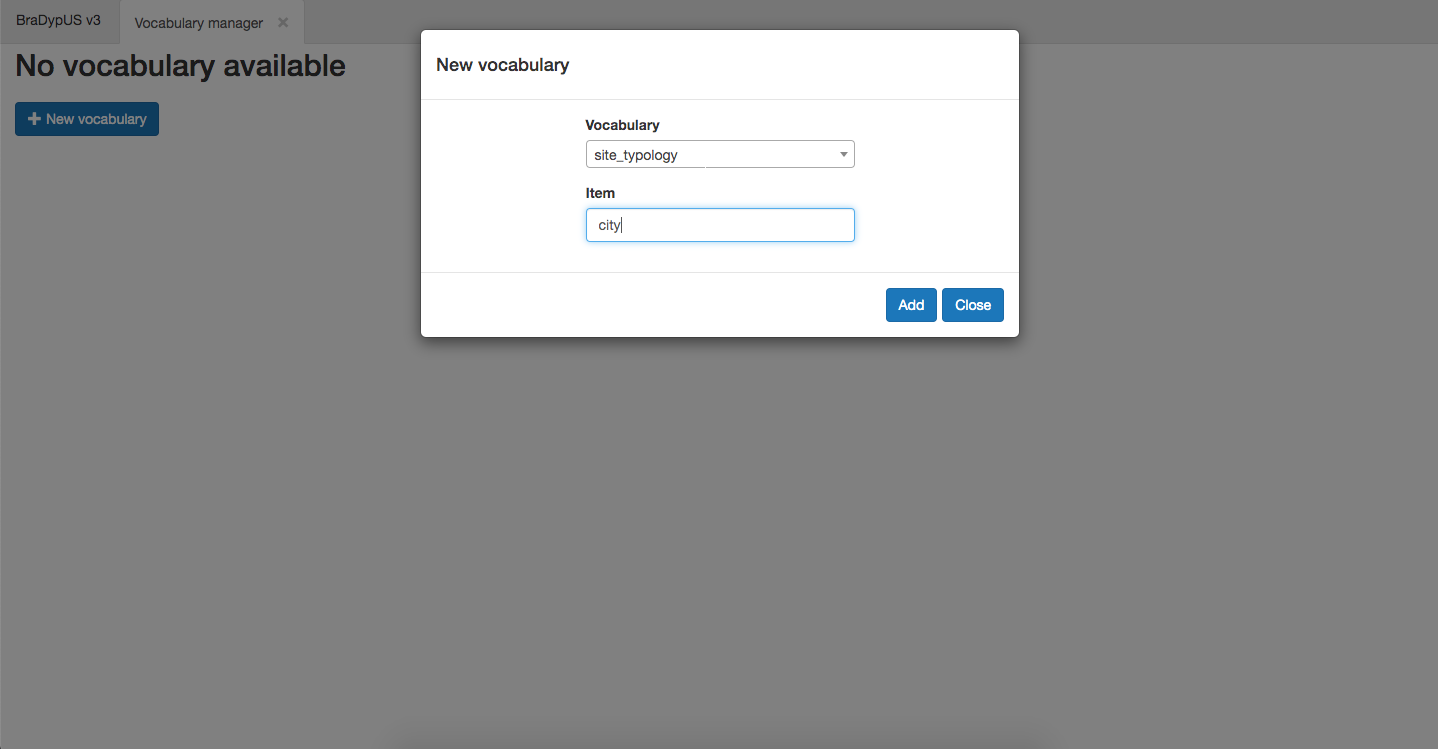 BraDypUS v3
Vocabulary manager
No vocabulary available
New vocabulary
New vocabulary
Vocabulary
site_typology
Item
city
Add
Close